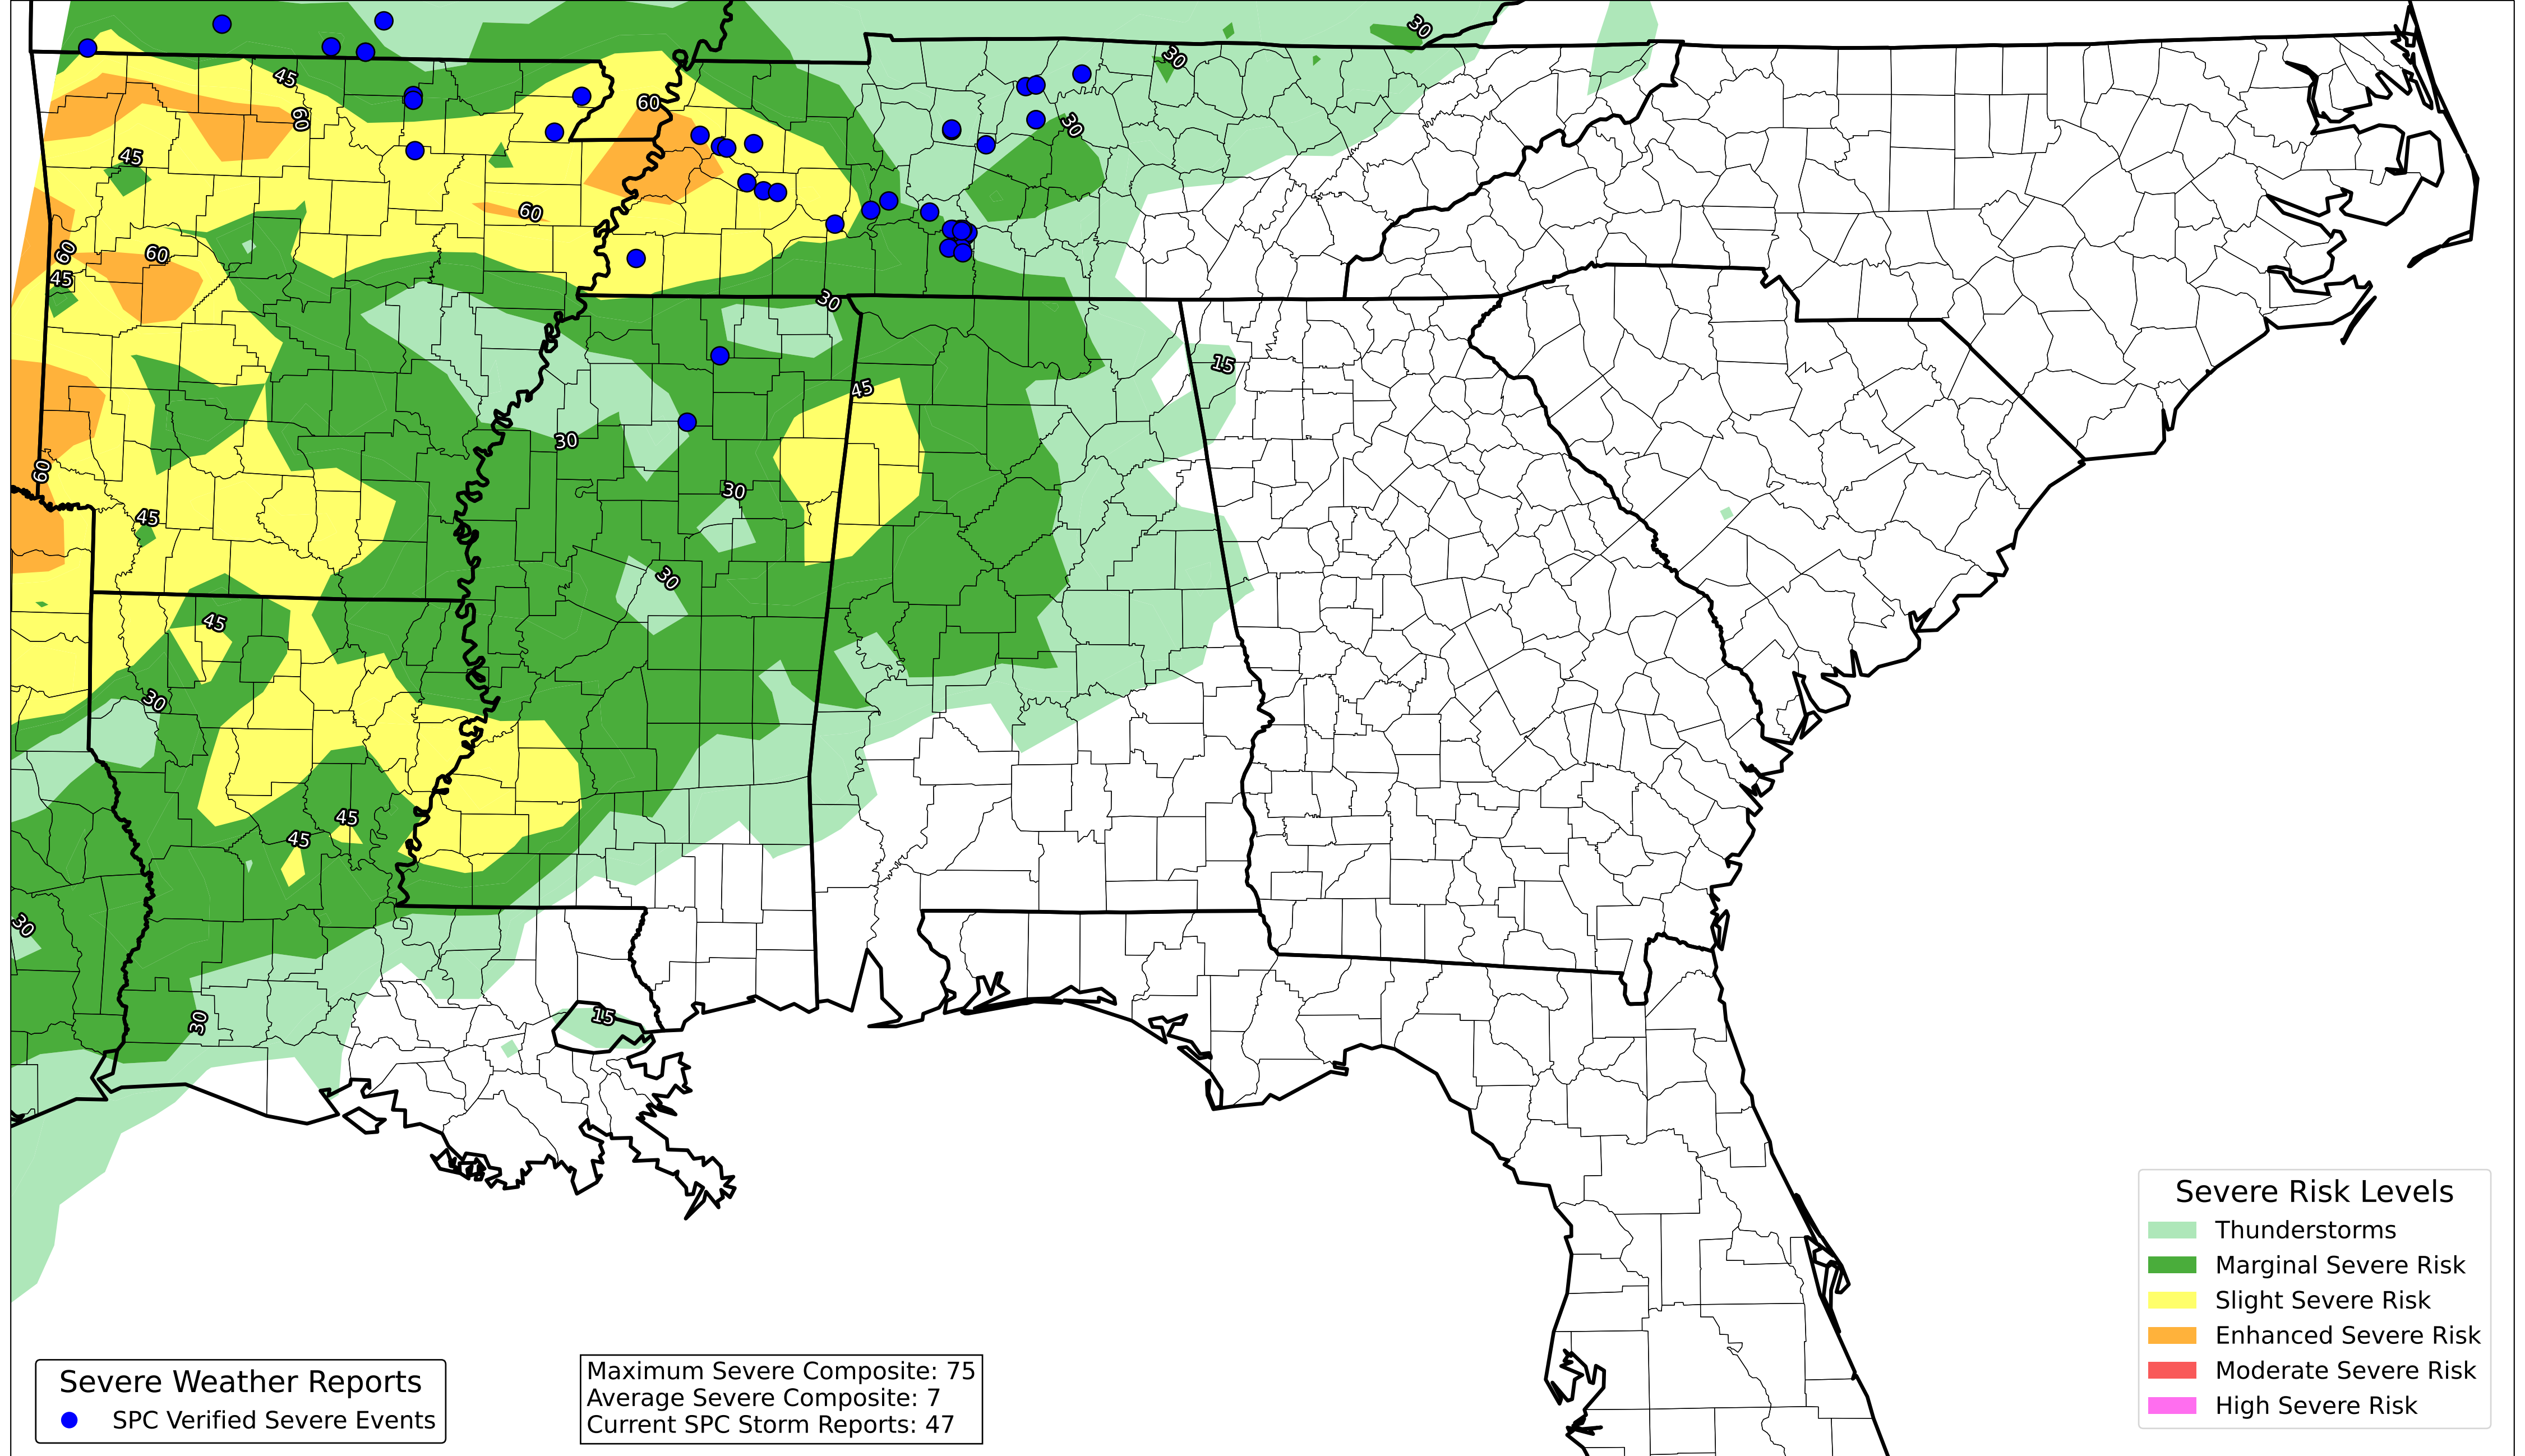 30
30
45
60
60
30
45
60
60
60
45
30
15
45
30
60
30
45
30
45
30
45
45
30
15
30
Severe Risk Levels
Thunderstorms
Marginal Severe Risk
Slight Severe Risk
Enhanced Severe Risk
Moderate Severe Risk
High Severe Risk
Severe Weather Reports
SPC Verified Severe Events
Maximum Severe Composite: 75
Average Severe Composite: 7
Current SPC Storm Reports: 47